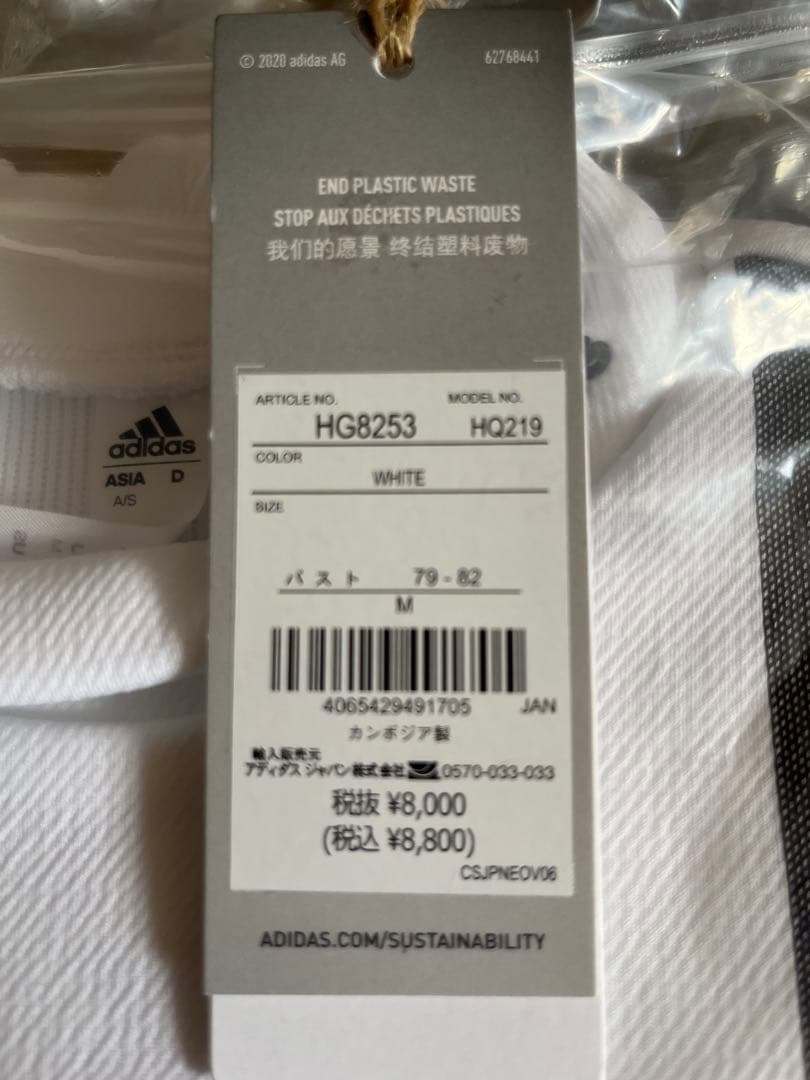 © 2020 adidas AG 62768441
END PLASTIC WASTE
STOP AUX DÉCHETS PLASTIQUES
我们的愿景 终结塑料废物
ARTICLE NO. MODEL NO.
HG8253 HQ219
COLOR
WHITE
SIZE
バスト 79-82
M
4065429491705 JAN
カンボジア製
輸入販売元
アディダス ジャパン株式会社 0570-033-033
税抜 ¥8,000
(税込 ¥8,800)
CSJPNEOV06
ADIDAS.COM/SUSTAINABILITY
adidas
ASIA D
A/S